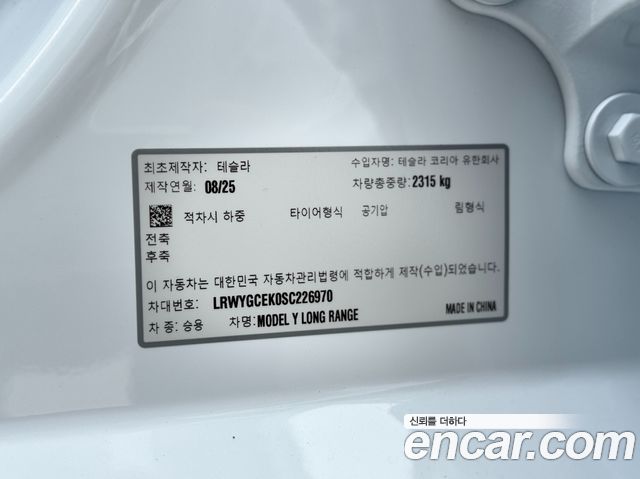 최초제작자: 테슬라 수입자명: 테슬라 코리아 유한회사
제작연월: 08/25 차량총중량: 2315 kg
적차시 하중 타이어형식 공기압 림형식
전축
후축
이 자동차는 대한민국 자동차관리법령에 적합하게 제작(수입)되었습니다.
차대번호: LRWYGCEK0SC226970
차 종: 승용 차명: MODEL Y LONG RANGE MADE IN CHINA
신뢰를 더하다
encar.com